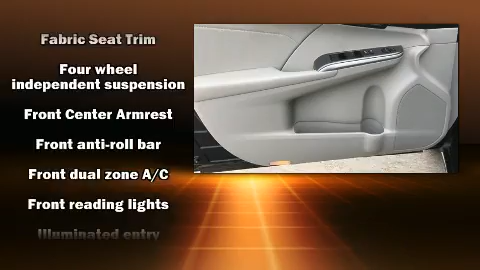 Fabric Seat Trim
Four wheel
independent suspension
Front Center Armrest
Front anti-roll bar
Front dual zone A/C
Front reading lights
Illuminated entry